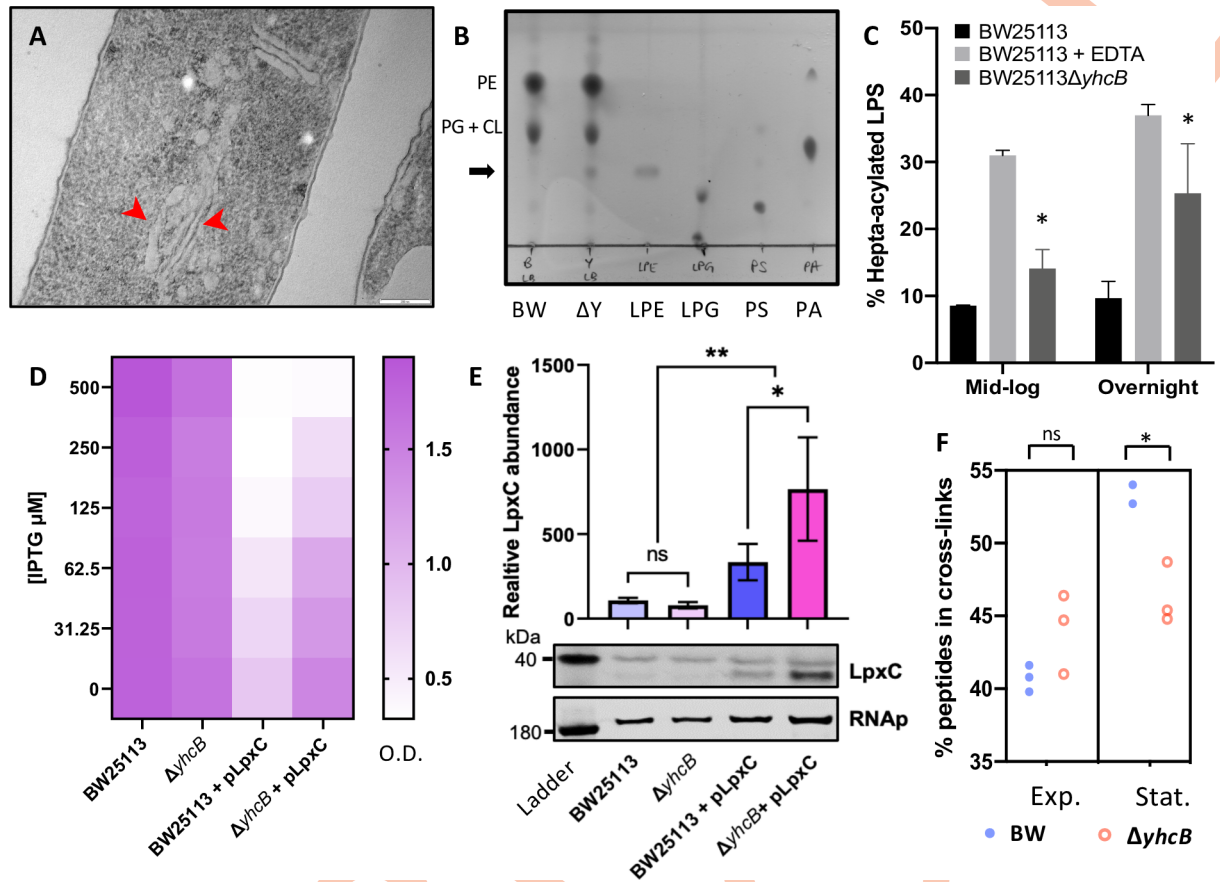 A
B
PE
PG + CL
B
LB
Y
LB
LPE
LPG
PS
PA
BW
ΔY
LPE
LPG
PS
PA
C
% Hepta-acylated LPS
50
40
30
20
10
0
BW25113
BW25113 + EDTA
BW25113ΔyhcB
*
*
Mid-log
Overnight
D
[IPTG µM]
500
250
125
62.5
31.25
0
BW25113
ΔyhcB
BW25113 + pLpxC
ΔyhcB + pLpxC
1.5
1.0
0.5
O.D.
E
Realtive LpxC abundance
1500
1000
500
0
**
*
ns
kDa
40
LpxC
180
RNAp
Ladder
BW25113
ΔyhcB
BW25113 + pLpxC
ΔyhcB+ pLpxC
F
% peptides in cross-links
55
50
45
40
35
ns
*
Exp.
Stat.
BW
ΔyhcB